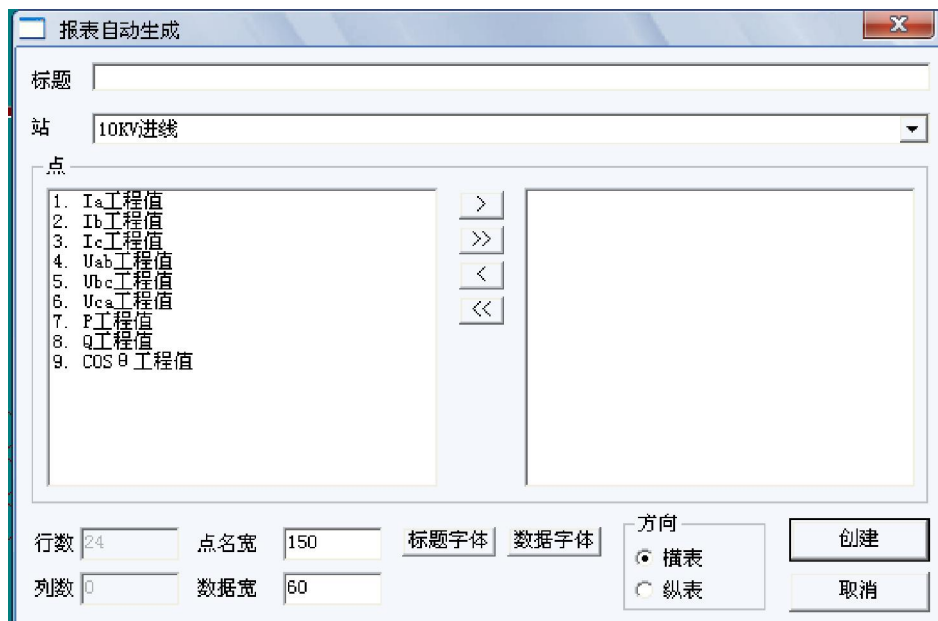 报表自动生成
标题
站 10KV进线
点
1. Ia工程值
2. Ib工程值
3. Ic工程值
4. Uab工程值
5. Ubc工程值
6. Uca工程值
7. P工程值
8. Q工程值
9. COSθ工程值
>
>>
<
<<
行数 24 点名宽 150 标题字体 数据字体
列数 0 数据宽 60
方向
横表
纵表
创建
取消